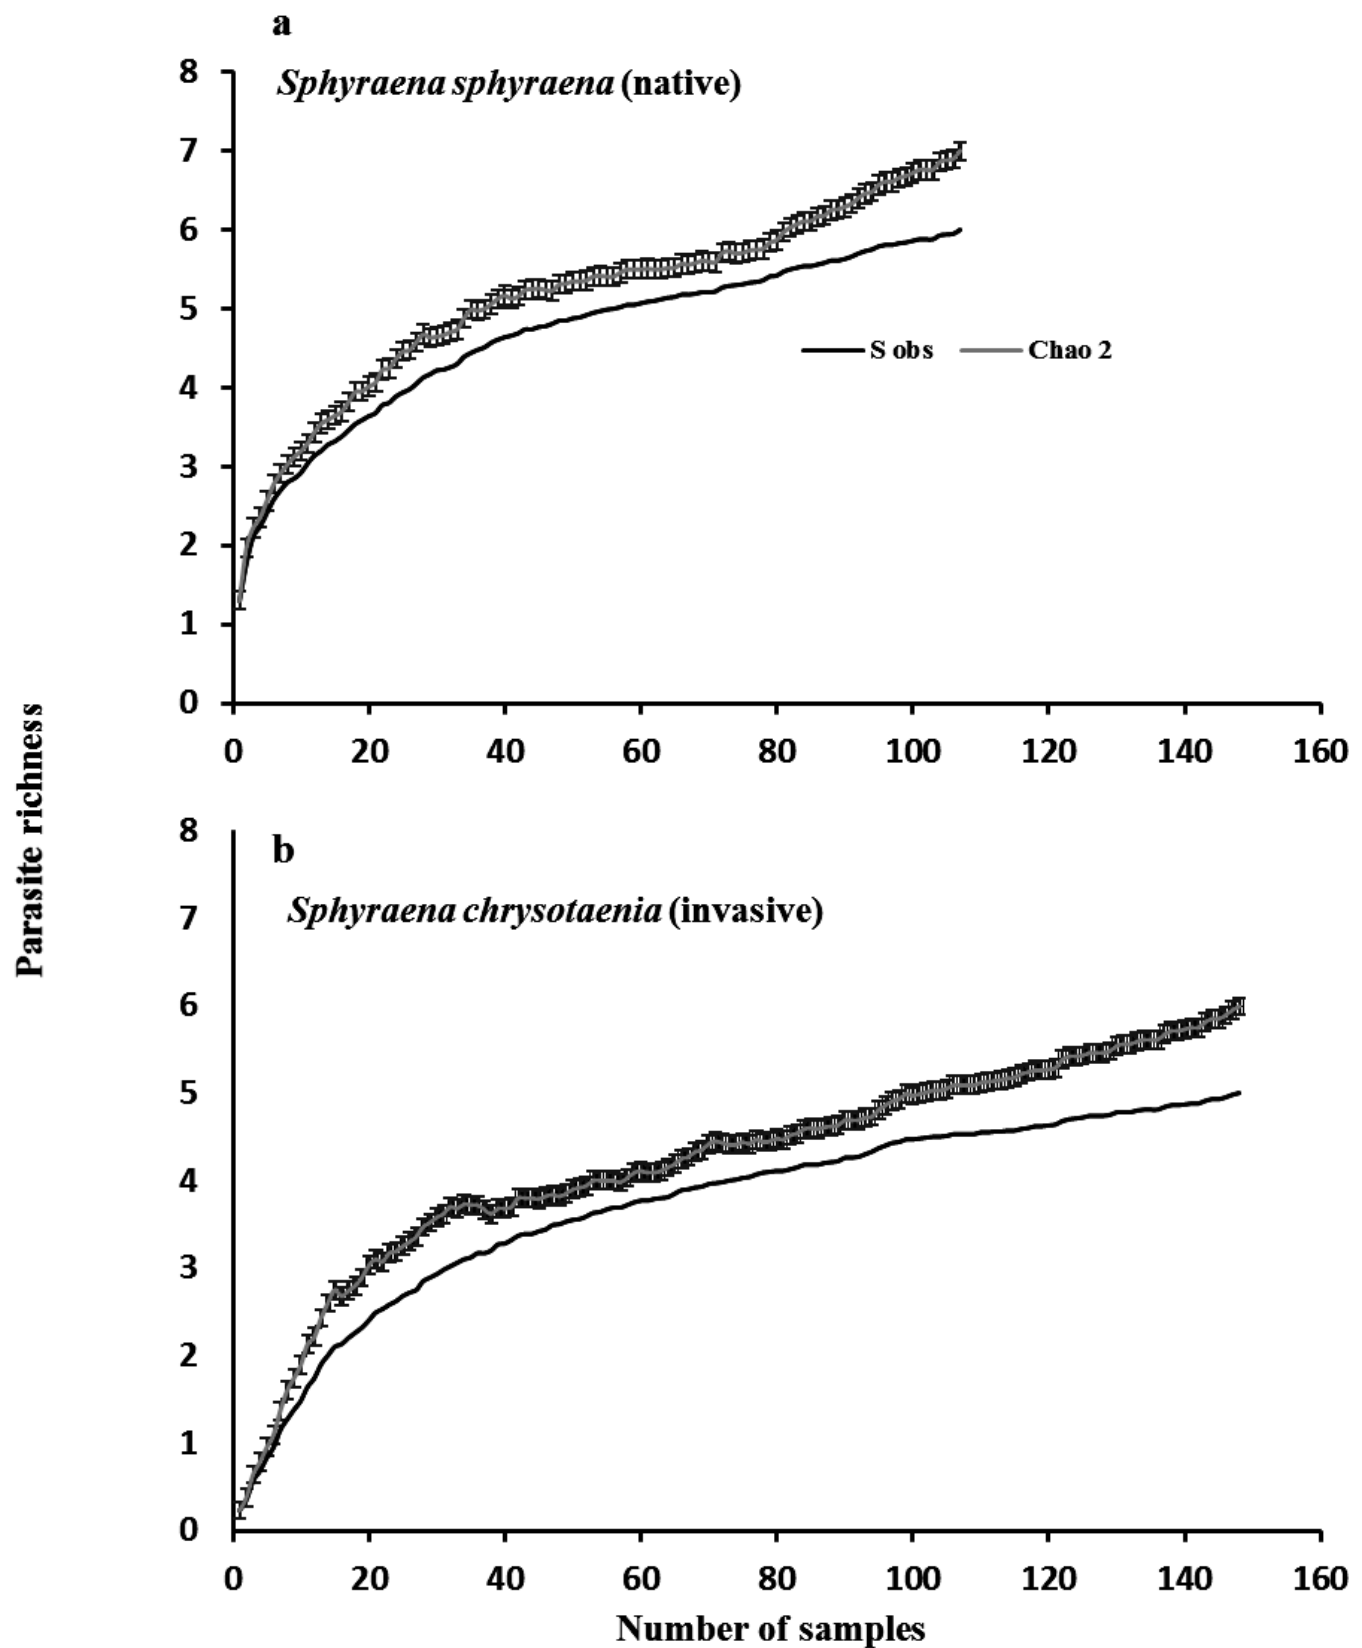 a
Sphyraena sphyraena (native)
8
7
6
5
4
3
2
1
0
S obs
Chao 2
0 20 40 60 80 100 120 140 160
Parasite richness
b
Sphyraena chrysotaenia (invasive)
8
7
6
5
4
3
2
1
0
0 20 40 60 80 100 120 140 160
Number of samples